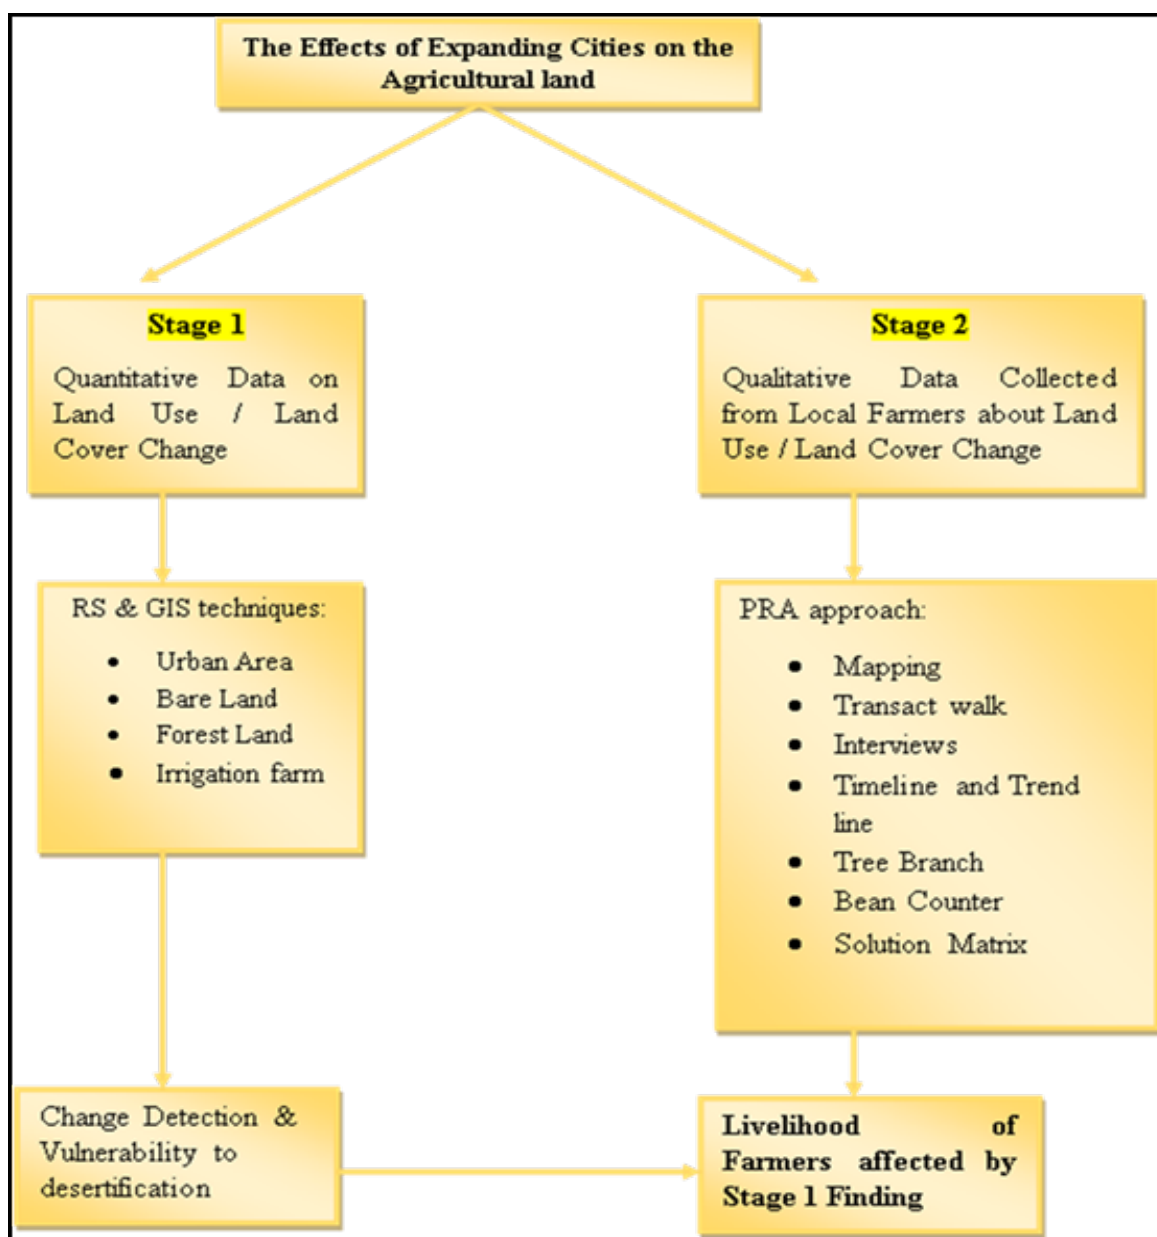 The Effects of Expanding Cities on the
Agricultural land
Stage 1
Quantitative Data on
Land Use / Land
Cover Change
Stage 2
Qualitative Data Collected
from Local Farmers about Land
Use / Land Cover Change
RS & GIS techniques:
• Urban Area
• Bare Land
• Forest Land
• Irrigation farm
PRA approach:
• Mapping
• Transact walk
• Interviews
• Timeline and Trend
line
• Tree Branch
• Bean Counter
• Solution Matrix
Change Detection &
Vulnerability to
desertification
Livelihood of
Farmers affected by
Stage 1 Finding